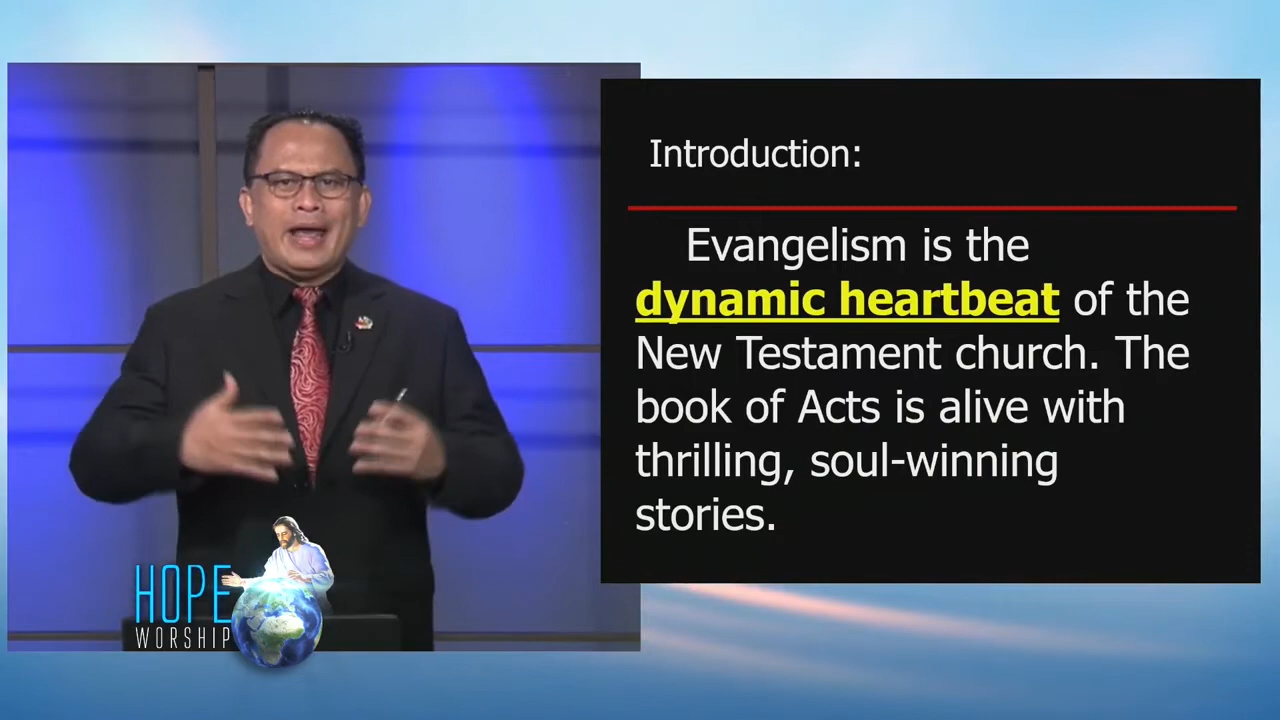 Introduction:
Evangelism is the
dynamic heartbeat of the
New Testament church. The
book of Acts is alive with
thrilling, soul-winning
stories.
HOPE
WORSHIP